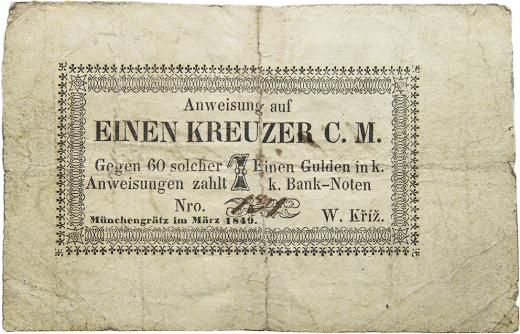 Anweisung auf
EINEN KREUZER C. M.
Gegen 60 solcher 1 Einen Gulden in k.
Anweisungen zahlt k. Bank-Noten
Nro. W. Kříž.
Münchengrätz im März 1849.